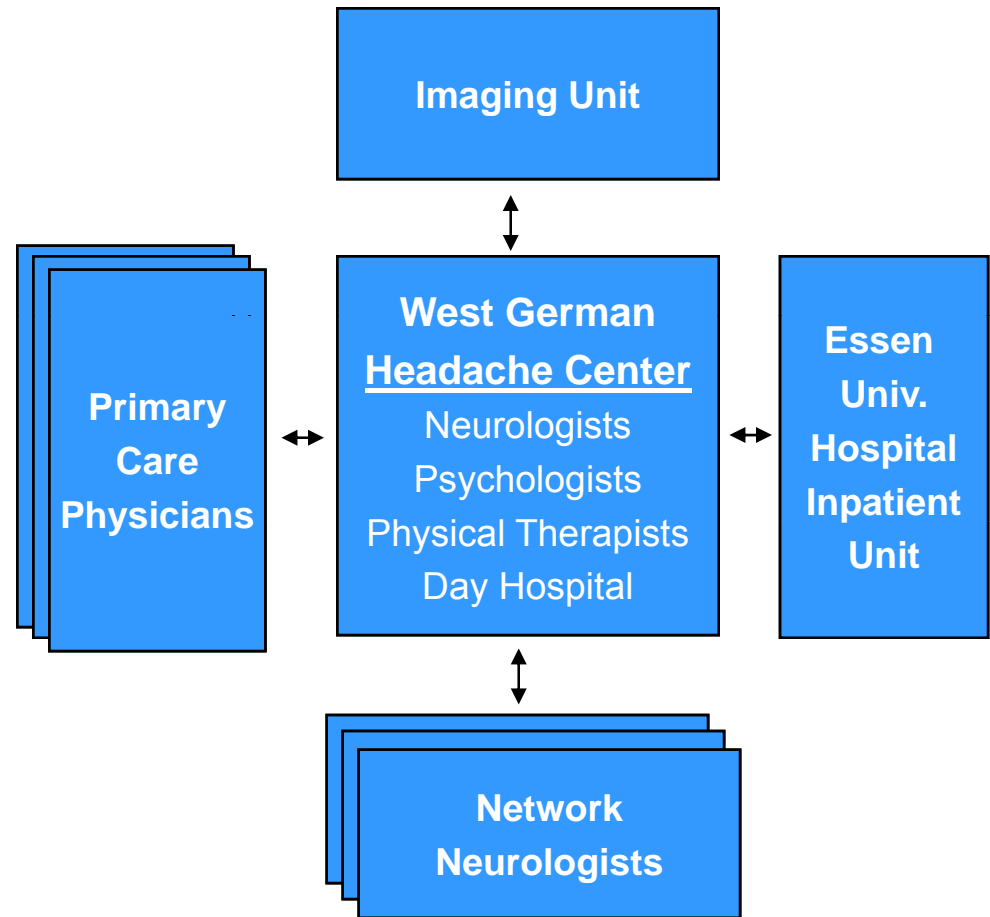 Imaging Unit
West German
Headache Center
Neurologists
Psychologists
Physical Therapists
Day Hospital
Primary
Care
Physicians
Essen
Univ.
Hospital
Inpatient
Unit
Network
Neurologists